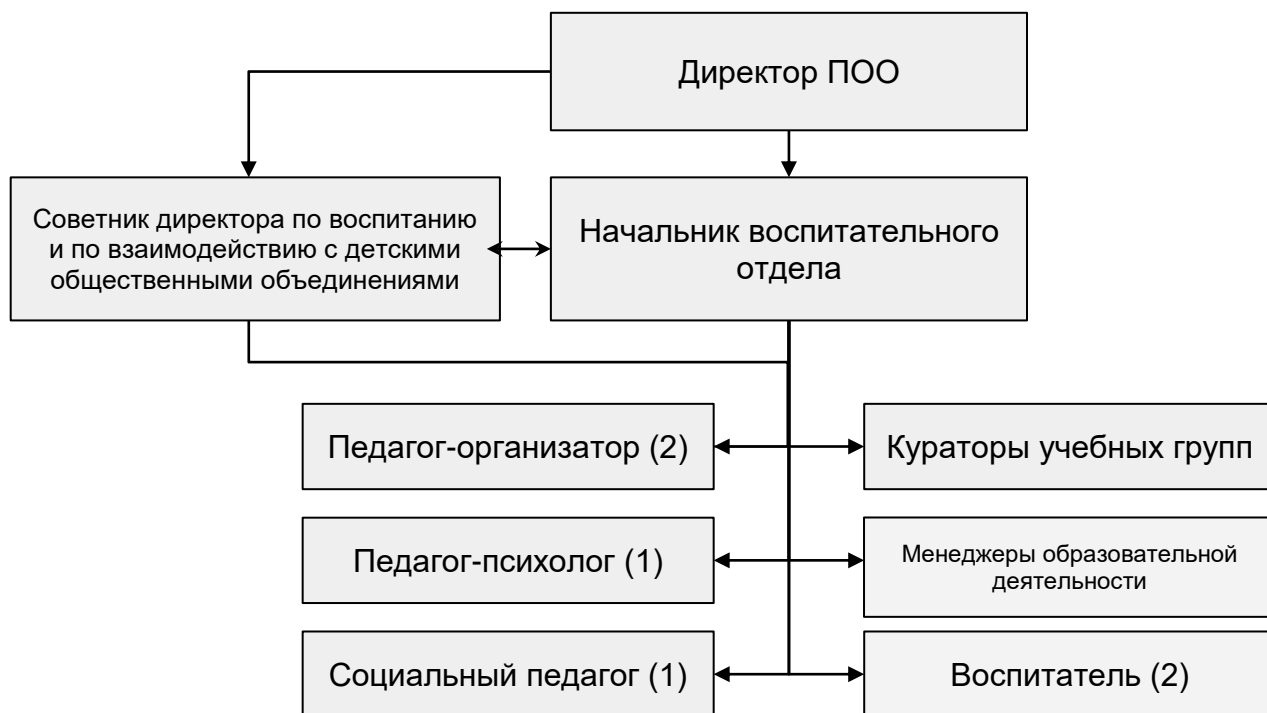 Директор ПОО
Советник директора по воспитанию
и по взаимодействию с детскими
общественными объединениями
Начальник воспитательного
отдела
Педагог-организатор (2)
Кураторы учебных групп
Педагог-психолог (1)
Менеджеры образовательной
деятельности
Социальный педагог (1)
Воспитатель (2)